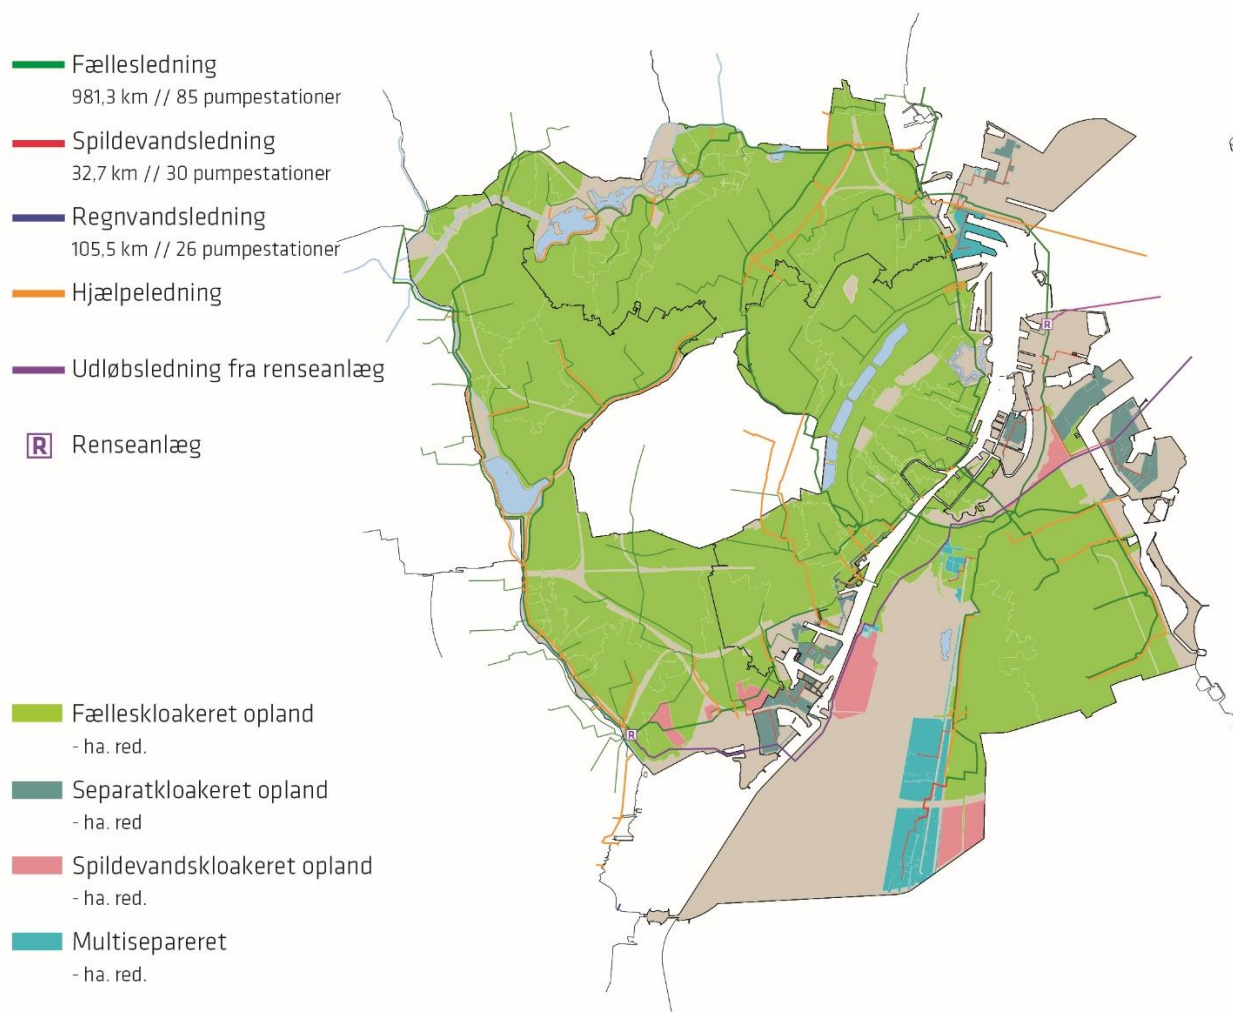 Fællesledning
981,3 km // 85 pumpestationer
Spildevandsledning
32,7 km // 30 pumpestationer
Regnvandsledning
105,5 km // 26 pumpestationer
Hjælpeledning
Udløbsledning fra renseanlæg
R Renseanlæg
Fælleskloakeret opland
- ha. red.
Separatkloakeret opland
- ha. red
Spildevandskloakeret opland
- ha. red.
Multisepareret
- ha. red.
R
R